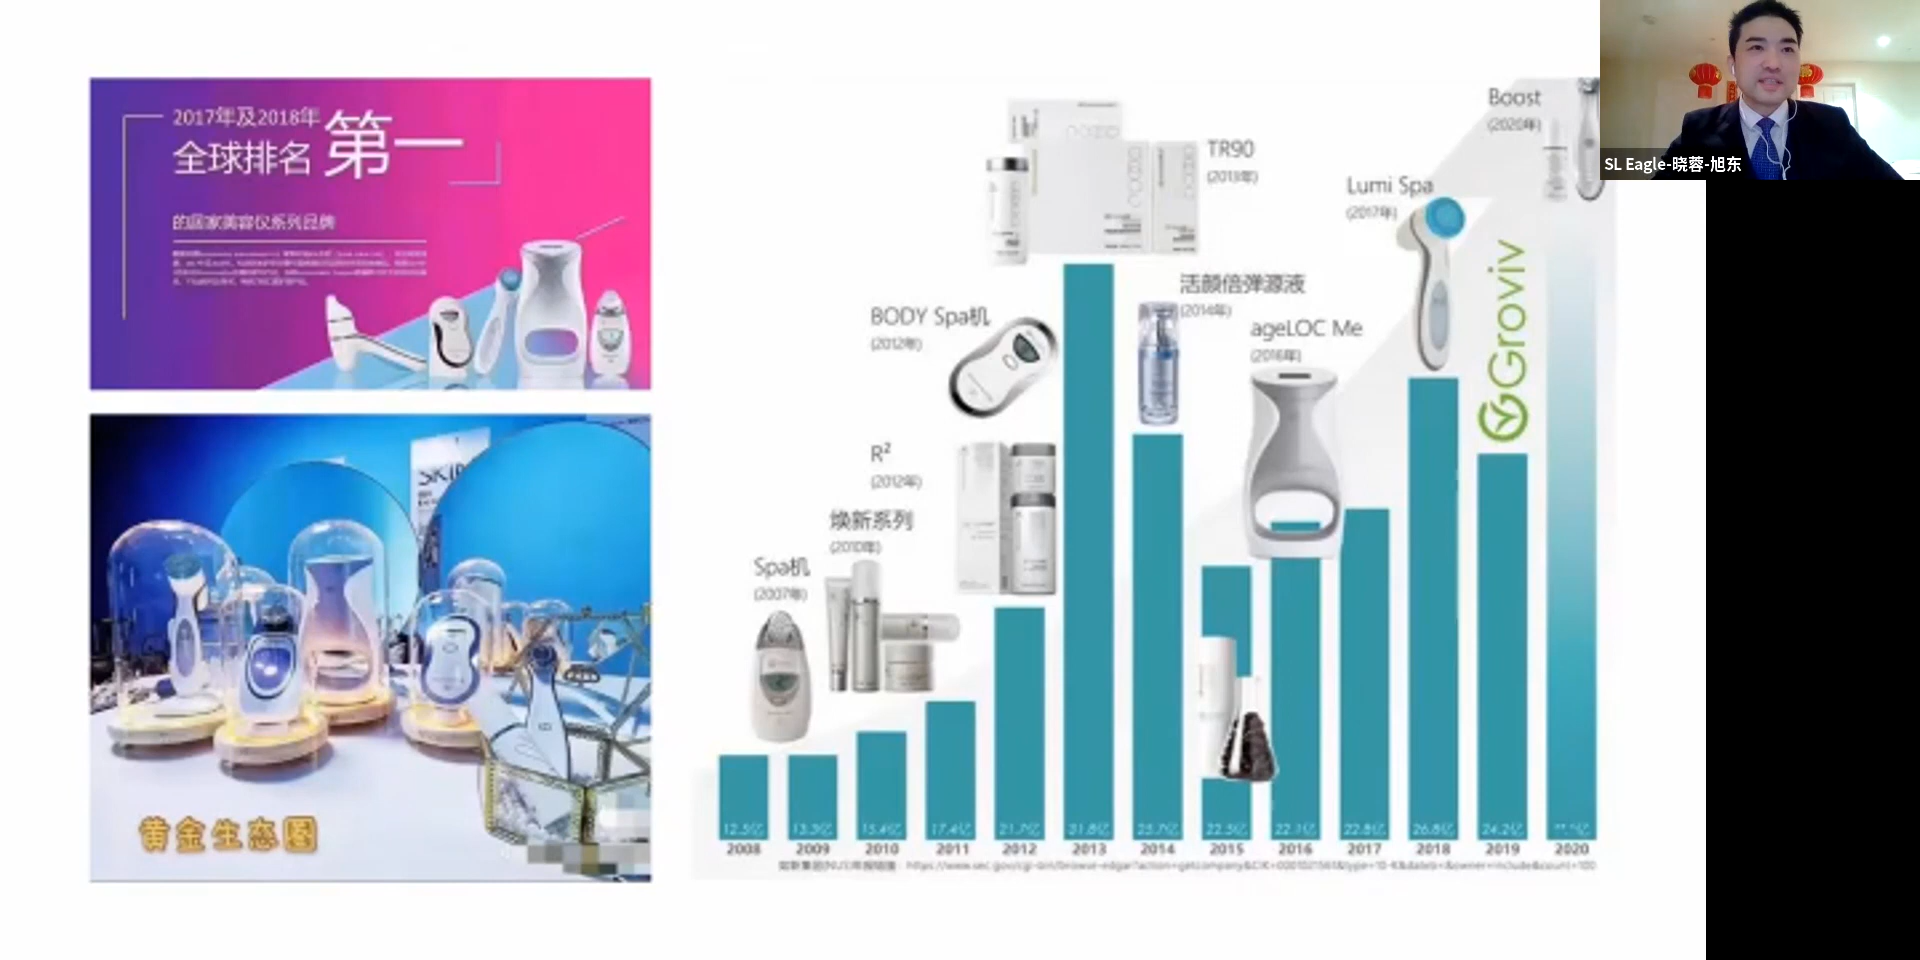 2017年及2018年
全球排名 第一
的居家美容仪系列品牌
SKIN
黄金生态圈
Spa机
(2007年)
焕新系列
(2010年)
R²
(2012年)
BODY Spa机
(2012年)
TR90
(2013年)
活颜倍弹源液
(2014年)
ageLOC Me
(2016年)
Lumi Spa
(2017年)
Groviv
Boost
(2020年)
12.5亿 13.3亿 15.4亿 17.4亿 21.7亿 31.8亿 25.7亿 22.5亿 22.1亿 22.8亿 26.8亿 24.2亿
2008 2009 2010 2011 2012 2013 2014 2015 2016 2017 2018 2019 2020
SL Eagle-晓蓉-旭东